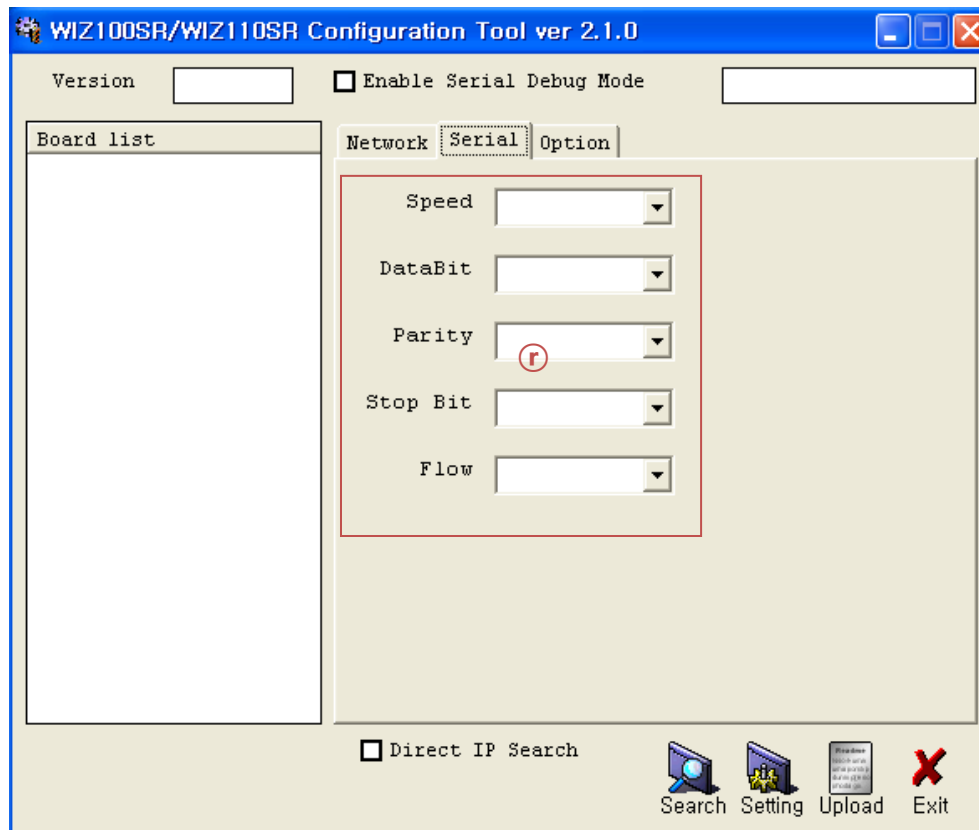 WIZ100SR/WIZ110SR Configuration Tool ver 2.1.0
Version
Enable Serial Debug Mode
Board list
Network Serial Option
Speed
DataBit
Parity
ⓡ
Stop Bit
Flow
Direct IP Search
Search Setting Upload Exit